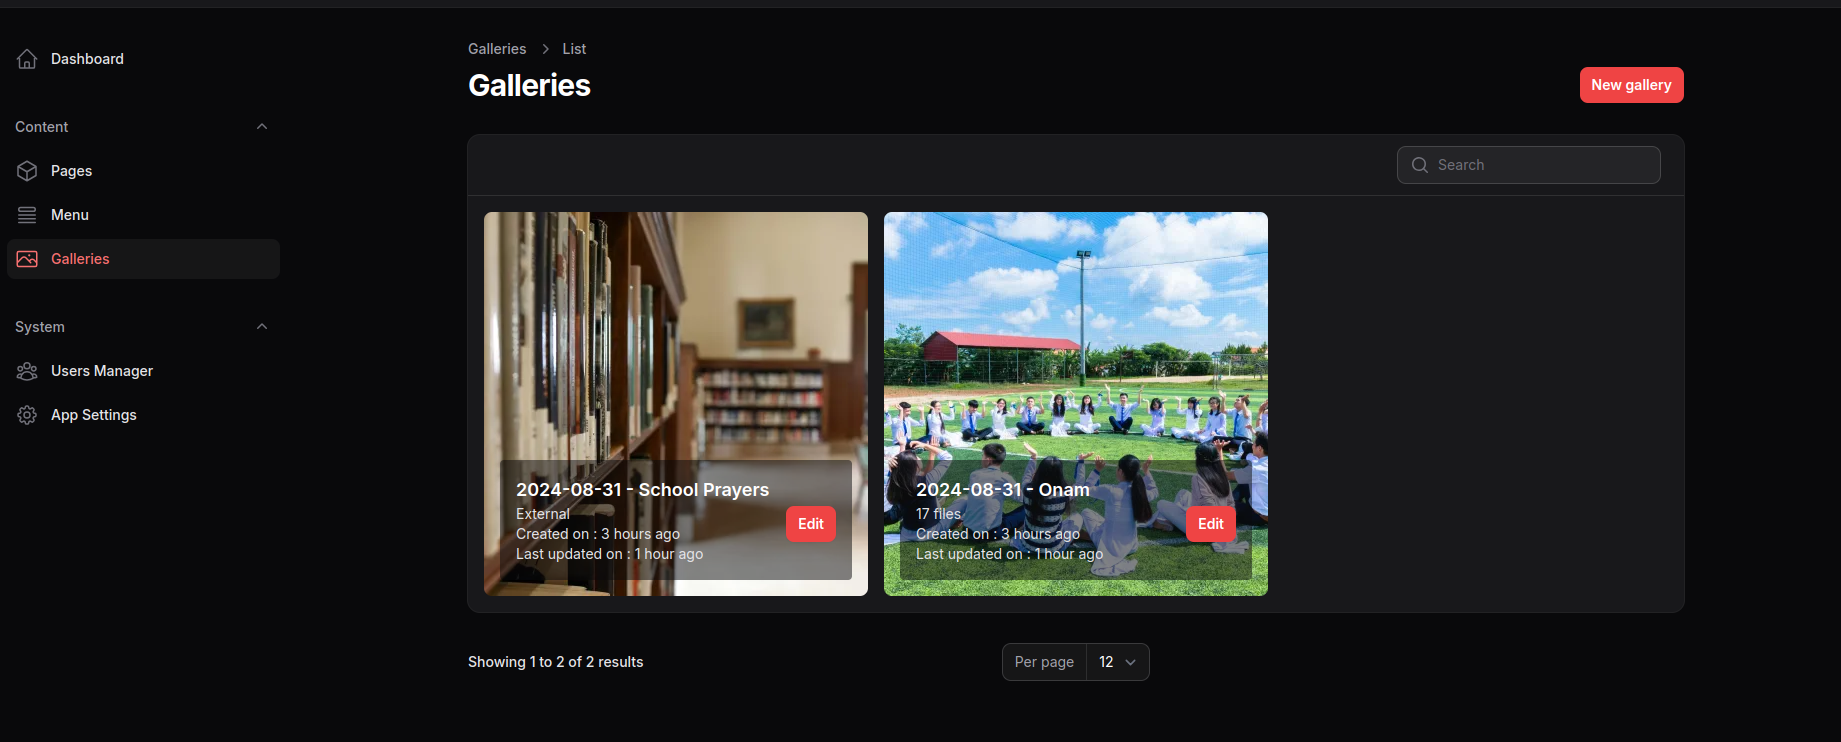 Dashboard
Content
Pages
Menu
Galleries
System
Users Manager
App Settings
Galleries
List
Galleries
New gallery
Search
2024-08-31 - School Prayers
External
Created on : 3 hours ago
Last updated on : 1 hour ago
Edit
2024-08-31 - Onam
17 files
Created on : 3 hours ago
Last updated on : 1 hour ago
Edit
Showing 1 to 2 of 2 results
Per page
12